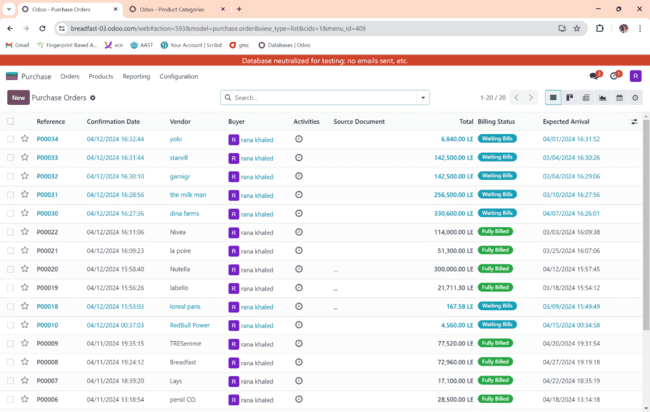 Odoo - Purchase Orders
Odoo - Product Categories
breadfast-03.odoo.com/web#action=593&model=purchase.order&view_type=list&cids=1&menu_id=409
Gmail
Fingerprint Based A...
vcn
AAST
Your Account | Scribd
gmc
Databases | Odoo
Database neutralized for testing: no emails sent, etc.
Purchase Orders Products Reporting Configuration
R
New Purchase Orders
Search...
1-20 / 20
Reference Confirmation Date Vendor Buyer Activities Source Document Total Billing Status Expected Arrival
P00034 04/12/2024 16:32:44 yolo R rana khaled 6,840.00 LE Waiting Bills 04/01/2024 16:31:52
P00033 04/12/2024 16:31:44 starvill R rana khaled 142,500.00 LE Waiting Bills 03/04/2024 16:30:26
P00032 04/12/2024 16:30:10 garnigr R rana khaled 142,500.00 LE Waiting Bills 03/04/2024 16:29:06
P00031 04/12/2024 16:28:56 the milk man R rana khaled 256,500.00 LE Waiting Bills 03/10/2024 16:27:56
P00030 04/12/2024 16:27:36 dina farms R rana khaled 330,600.00 LE Waiting Bills 04/07/2024 16:26:01
P00022 04/12/2024 16:11:06 Nivea R rana khaled 114,000.00 LE Fully Billed 03/03/2024 16:09:38
P00021 04/12/2024 16:09:23 la poire R rana khaled 51,300.00 LE Fully Billed 03/25/2024 16:07:06
P00020 04/12/2024 15:58:40 Nutella R rana khaled ... 300,000.00 LE Fully Billed 04/12/2024 15:57:45
P00019 04/12/2024 15:56:26 labello R rana khaled ... 21,711.30 LE Fully Billed 03/18/2024 15:54:12
P00018 04/12/2024 15:53:03 loreal paris R rana khaled ... 167.58 LE Waiting Bills 03/09/2024 15:49:49
P00010 04/12/2024 00:37:03 RedBull Power R rana khaled 4,560.00 LE Waiting Bills 04/15/2024 00:34:58
P00009 04/11/2024 19:35:15 TRESemmé R rana khaled 77,520.00 LE Fully Billed 04/20/2024 19:31:54
P00008 04/11/2024 19:24:12 Breadfast R rana khaled 72,960.00 LE Fully Billed 04/27/2024 19:19:18
P00007 04/11/2024 18:39:20 Lays R rana khaled 17,100.00 LE Fully Billed 04/22/2024 18:35:19
P00006 04/11/2024 13:18:54 persil CO. R rana khaled 28,500.00 LE Fully Billed 04/18/2024 13:14:18